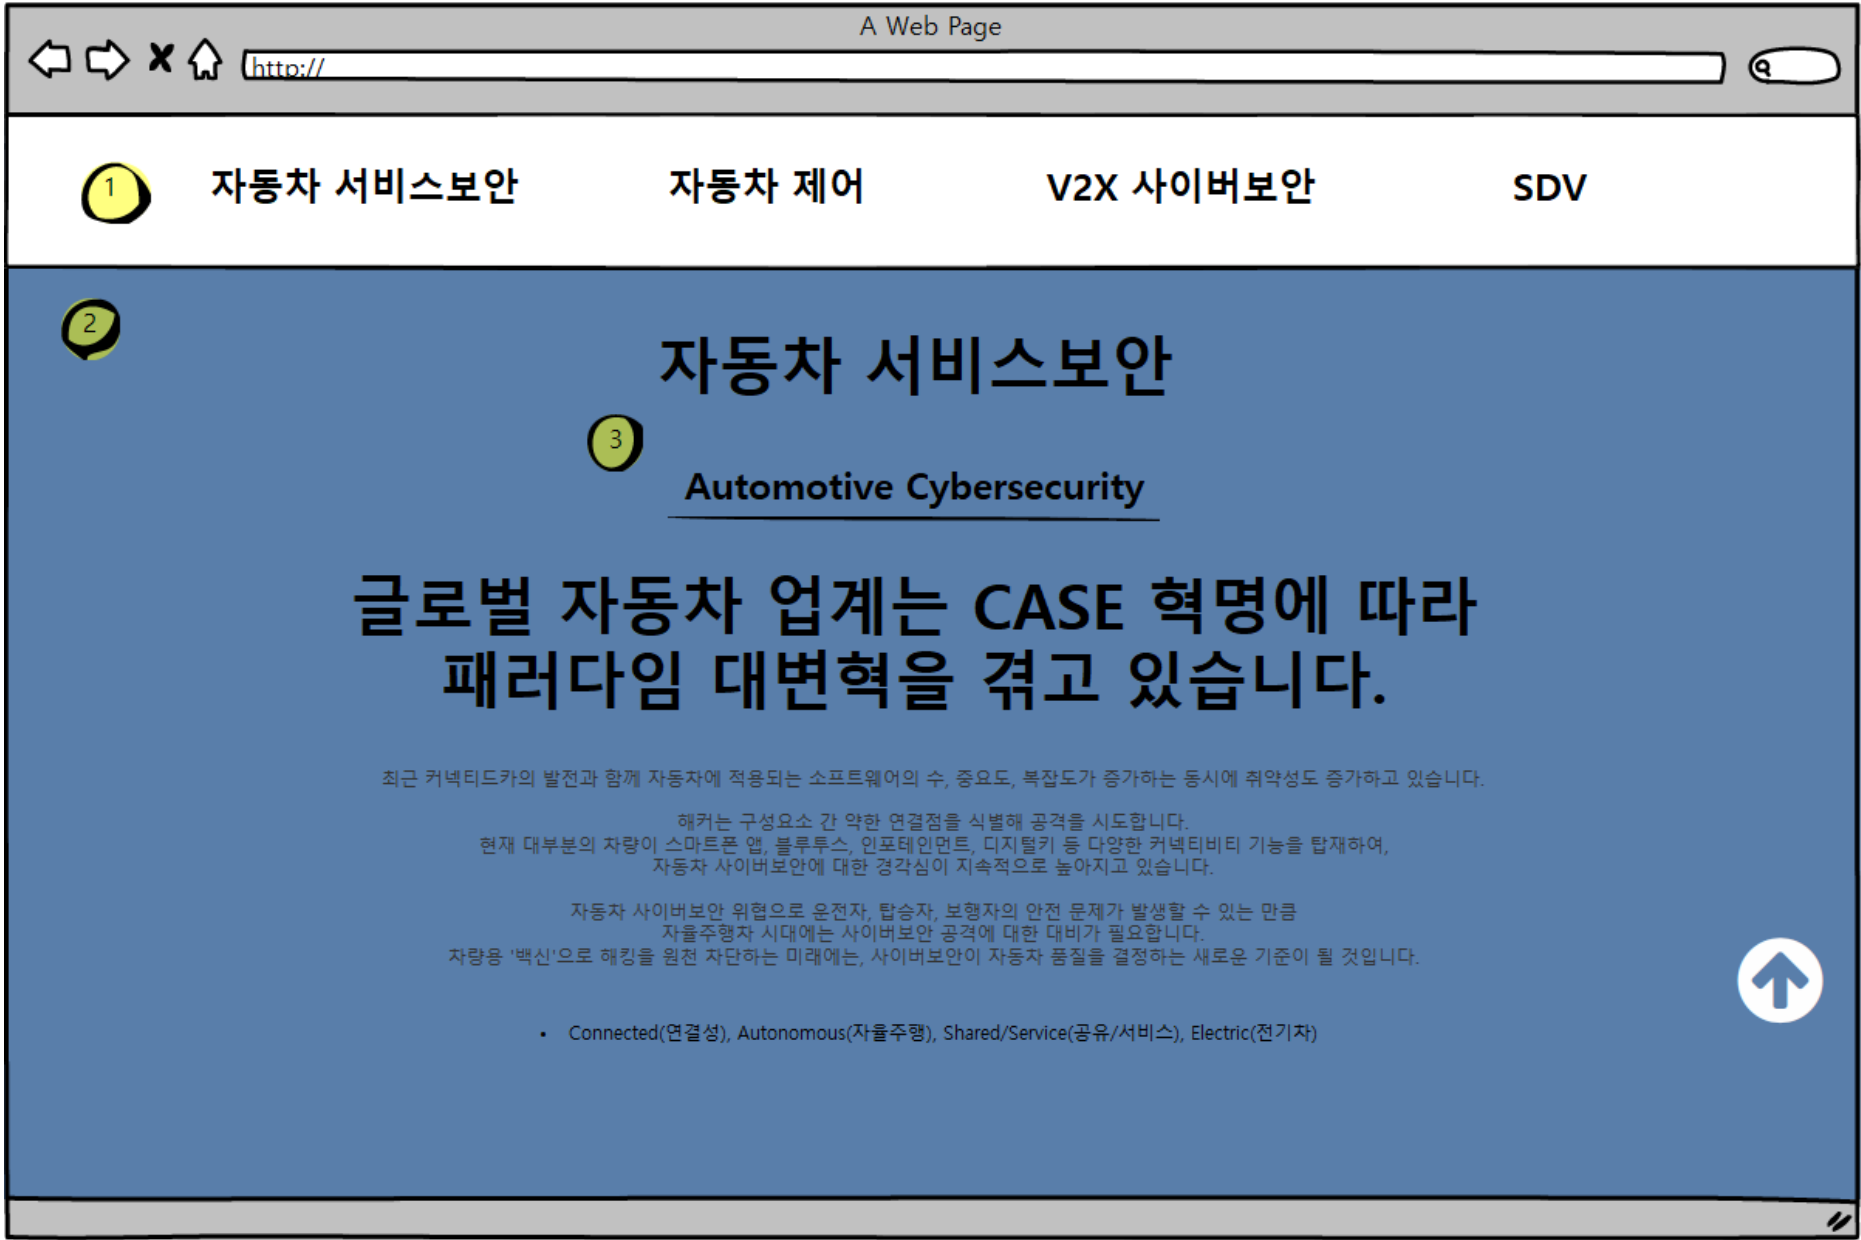 A Web Page
http://
1
자동차 서비스보안 자동차 제어 V2X 사이버보안 SDV
2
자동차 서비스보안
3
Automotive Cybersecurity
글로벌 자동차 업계는 CASE 혁명에 따라
패러다임 대변혁을 겪고 있습니다.
최근 커넥티드카의 발전과 함께 자동차에 적용되는 소프트웨어의 수, 중요도, 복잡도가 증가하는 동시에 취약성도 증가하고 있습니다.
해커는 구성요소 간 약한 연결점을 식별해 공격을 시도합니다.
현재 대부분의 차량이 스마트폰 앱, 블루투스, 인포테인먼트, 디지털키 등 다양한 커넥티비티 기능을 탑재하여,
자동차 사이버보안에 대한 경각심이 지속적으로 높아지고 있습니다.
자동차 사이버보안 위협으로 운전자, 탑승자, 보행자의 안전 문제가 발생할 수 있는 만큼
자율주행차 시대에는 사이버보안 공격에 대한 대비가 필요합니다.
차량용 '백신'으로 해킹을 원천 차단하는 미래에는, 사이버보안이 자동차 품질을 결정하는 새로운 기준이 될 것입니다.
• Connected(연결성), Autonomous(자율주행), Shared/Service(공유/서비스), Electric(전기차)